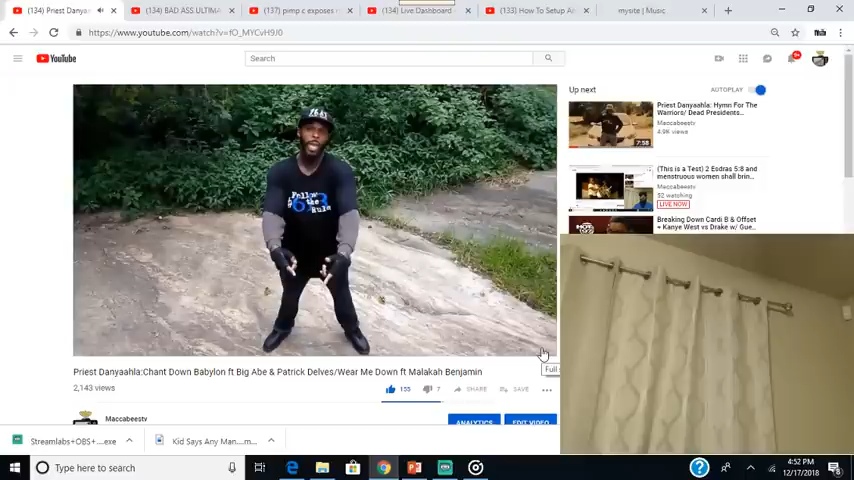 (134) Priest Danya
(134) BAD ASS ULTIMA
(137) pimp c exposes
(134) Live Dashboard
(133) How To Setup A
mysite | Music
https://www.youtube.com/watch?v=fO_MYCvH9J0
YouTube
Search
Up next
AUTOPLAY
Priest Danyaahla: Hymn For The
Warriors/ Dead Presidents...
Maccabeestv
4.9K views
7:58
(This is a Test) 2 Esdras 5:8 and
menstruous women shall brin...
Maccabeestv
52 watching
LIVE NOW
Breaking Down Cardi B & Offset
+ Kanye West vs Drake w/ Gue...
Follow
the
Rule
Priest Danyaahla:Chant Down Babylon ft Big Abe & Patrick Delves/Wear Me Down ft Malakah Benjamin
2,143 views
155
7
SHARE
SAVE
Full
Maccabeestv
ANALYTICS
EDIT VIDEO
Streamlabs+OBS+....exe
Kid Says Any Man....m...
Type here to search
4:52 PM
12/17/2018